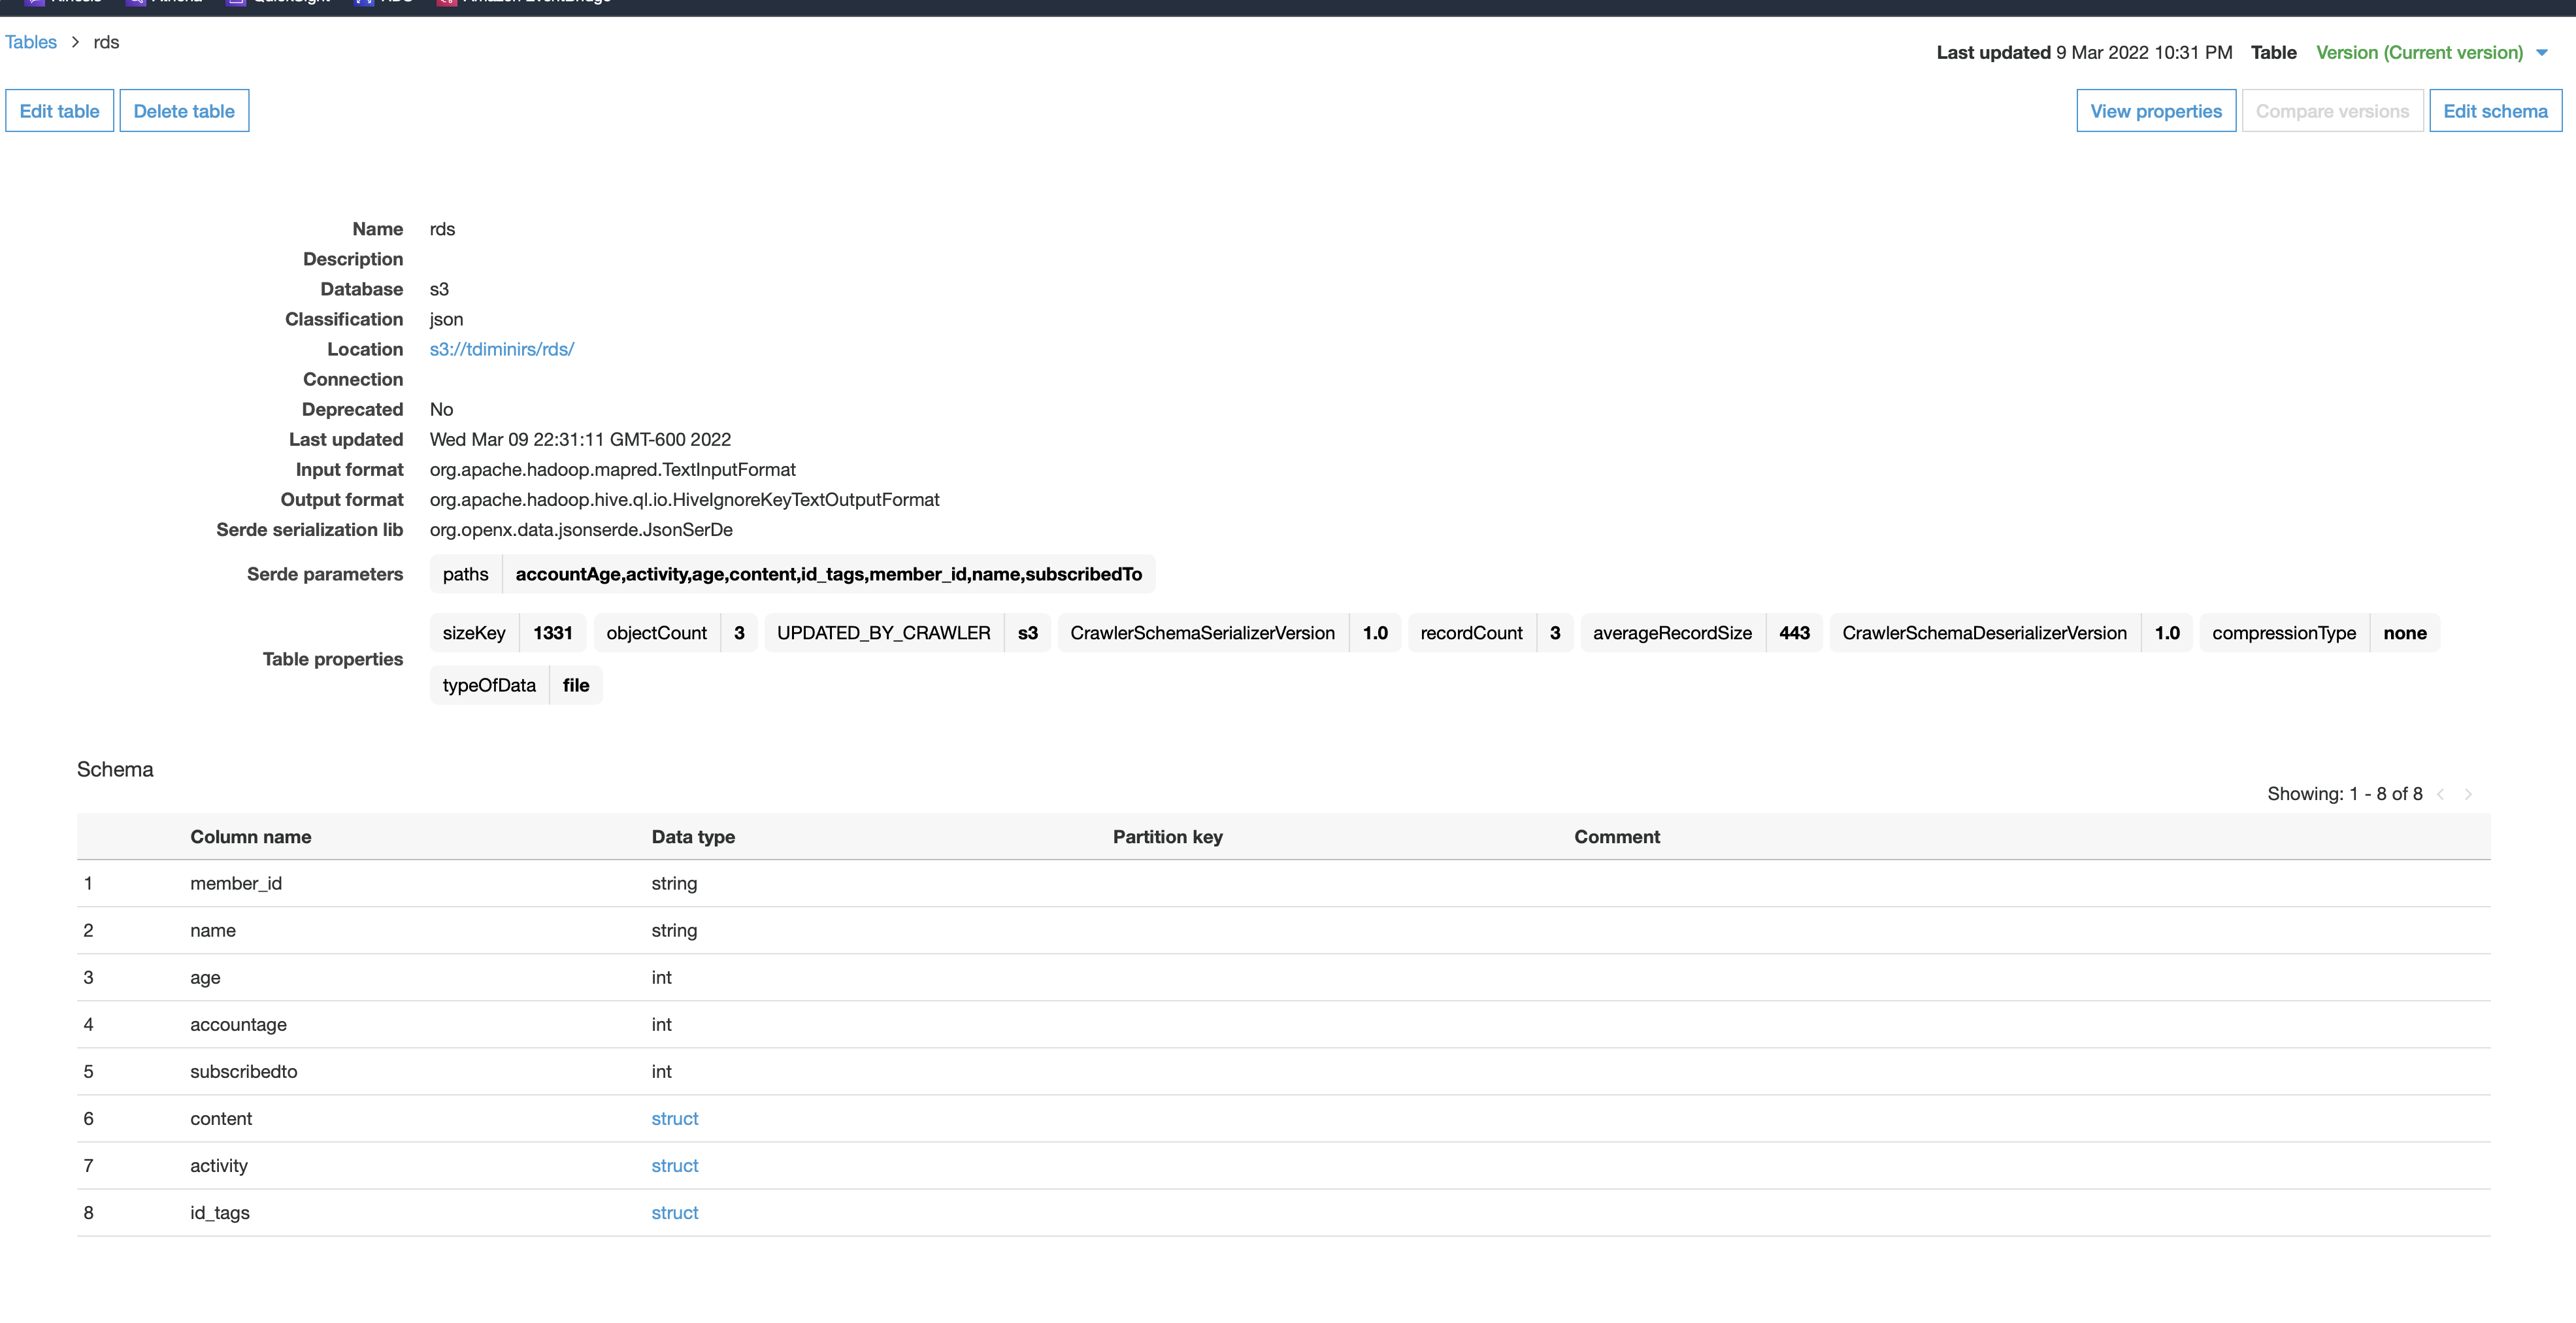 Tables > rds
Last updated 9 Mar 2022 10:31 PM Table Version (Current version)
Edit table Delete table
View properties Compare versions Edit schema
Name rds
Description
Database s3
Classification json
Location s3://tdiminirs/rds/
Connection
Deprecated No
Last updated Wed Mar 09 22:31:11 GMT-600 2022
Input format org.apache.hadoop.mapred.TextInputFormat
Output format org.apache.hadoop.hive.ql.io.HiveIgnoreKeyTextOutputFormat
Serde serialization lib org.openx.data.jsonserde.JsonSerDe
Serde parameters paths accountAge,activity,age,content,id_tags,member_id,name,subscribedTo
Table properties sizeKey 1331 objectCount 3 UPDATED_BY_CRAWLER s3 CrawlerSchemaSerializerVersion 1.0 recordCount 3 averageRecordSize 443 CrawlerSchemaDeserializerVersion 1.0 compressionType none
typeOfData file
Schema
Showing: 1 - 8 of 8 < >
Column name Data type Partition key Comment
1 member_id string
2 name string
3 age int
4 accountage int
5 subscribedto int
6 content struct
7 activity struct
8 id_tags struct